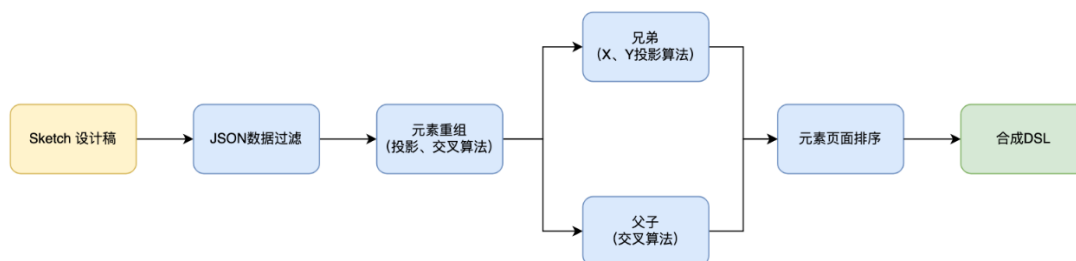 Sketch 设计稿
JSON数据过滤
元素重组
(投影、交叉算法)
兄弟
(X、Y投影算法)
父子
(交叉算法)
元素页面排序
合成DSL